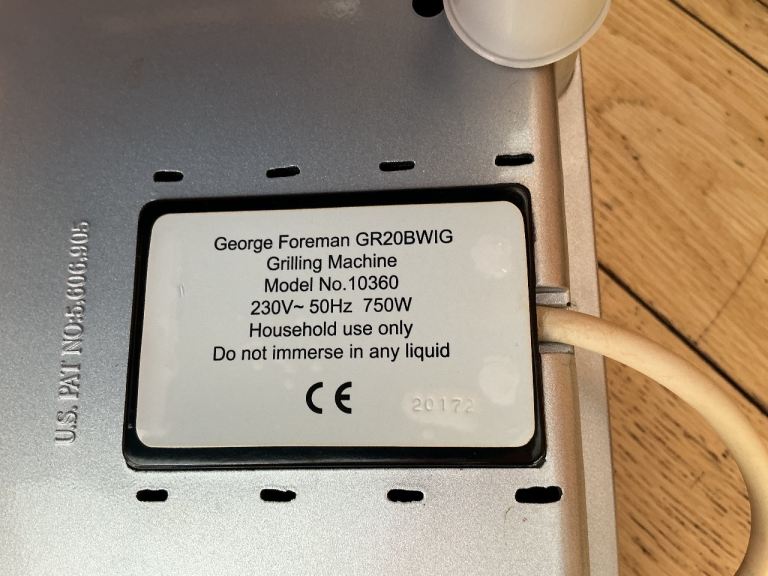 George Foreman GR20BWIG
Grilling Machine
Model No.10360
230V~ 50Hz 750W
Household use only
Do not immerse in any liquid
CE
20172
U.S. PAT NO:5.606.905